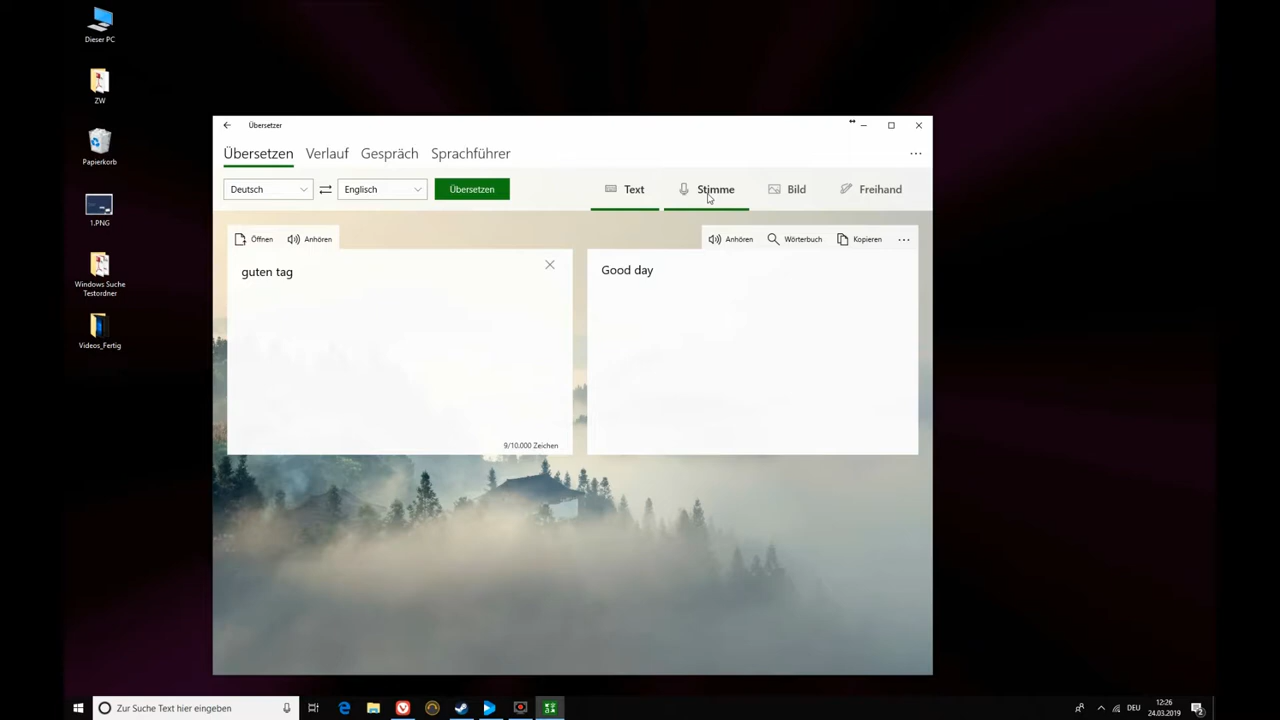 Dieser PC
ZW
Papierkorb
1.PNG
Windows Suche
Testordner
Videos_Fertig
Übersetzer
Übersetzen Verlauf Gespräch Sprachführer
Deutsch Englisch Übersetzen Text Stimme Bild Freihand
Öffnen Anhören
guten tag
9/10.000 Zeichen
Anhören Wörterbuch Kopieren
Good day
Zur Suche Text hier eingeben
DEU
12:26
24.03.2019
2